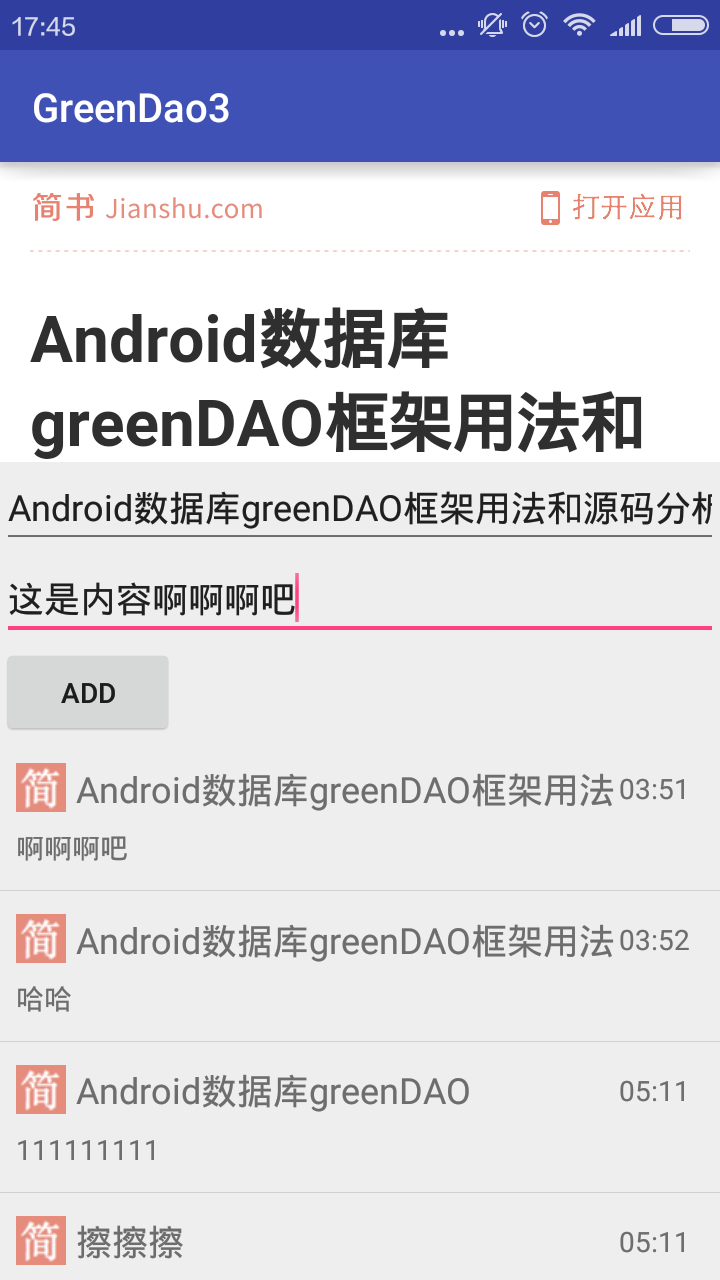 17:45
GreenDao3
简书 Jianshu.com 打开应用
Android数据库
greenDAO框架用法和
Android数据库greenDAO框架用法和源码分析
这是内容啊啊啊吧
ADD
简 Android数据库greenDAO框架用法 03:51
啊啊啊吧
简 Android数据库greenDAO框架用法 03:52
哈哈
简 Android数据库greenDAO 05:11
111111111
简 擦擦擦 05:11